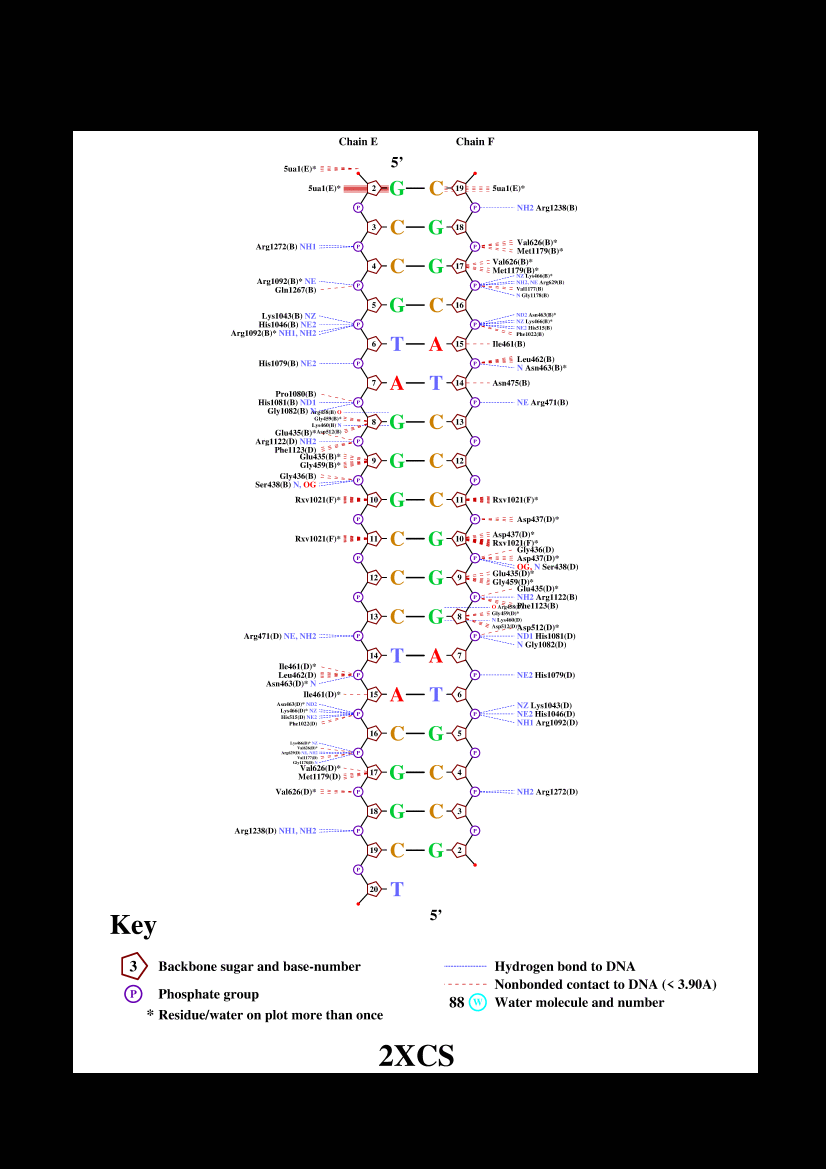 Chain E Chain F
5'
5ua1(E)*
5ua1(E)* 2 G C 19 5ua1(E)*
P P NH2 Arg1238(B)
3 C G 18
Arg1272(B) NH1 P P Val626(B)*
Met1179(B)*
4 C G 17 Val626(B)*
Met1179(B)*
Arg1092(B)* NE P P NZ Lys466(B)*
NH2, NE Arg629(B)
Gln1267(B) Val1177(B)
N Gly1178(B)
5 G C 16
Lys1043(B) NZ ND2 Asn463(B)*
His1046(B) NE2 P P NZ Lys466(B)*
NE2 His515(B)
Arg1092(B)* NH1, NH2 Phe1022(B)
6 T A 15 Ile461(B)
His1079(B) NE2 P P Leu462(B)
N Asn463(B)*
7 A T 14 Asn475(B)
Pro1080(B)
His1081(B) ND1 P P NE Arg471(B)
Gly1082(B) N
Arg458(B) O
Gly459(B)* 8 G C 13
Lys460(B) N
Asp512(B)*
Glu435(B)*
Arg1122(D) NH2 P P
Phe1123(D)
Glu435(B)* 9 G C 12
Gly459(B)*
Gly436(B) P P
Ser438(B) N, OG
Rxv1021(F)* 10 G C 11 Rxv1021(F)*
P P Asp437(D)*
Rxv1021(F)* 11 C G 10 Asp437(D)*
Rxv1021(F)*
Gly436(D)
P P Asp437(D)*
OG, N Ser438(D)
12 C G 9 Glu435(D)*
Gly459(D)*
Glu435(D)*
P P NH2 Arg1122(B)
Phe1123(B)
O Arg458(D)
13 C G 8 Gly459(D)*
N Lys460(D)
Asp512(D)*
Asp512(D)*
Arg471(D) NE, NH2 P P ND1 His1081(D)
N Gly1082(D)
14 T A 7
Ile461(D)*
Leu462(D) P P NE2 His1079(D)
Asn463(D)* N
Ile461(D)* 15 A T 6
Asn463(D)* ND2 NZ Lys1043(D)
Lys466(D)* NZ P P NE2 His1046(D)
His515(D) NE2
Phe1022(D) NH1 Arg1092(D)
16 C G 5
Lys466(D)* NZ
Val626(D)*
Arg629(D) NE, NH2 P P
Val1177(D)
Gly1178(D) N
Val626(D)* 17 G C 4
Met1179(D)
Val626(D)* P P NH2 Arg1272(D)
18 G C 3
Arg1238(D) NH1, NH2 P P
19 C G 2
P
20 T
5'
Key
3 Backbone sugar and base-number
P Phosphate group
* Residue/water on plot more than once
Hydrogen bond to DNA
Nonbonded contact to DNA (< 3.90A)
88 W Water molecule and number
2XCS